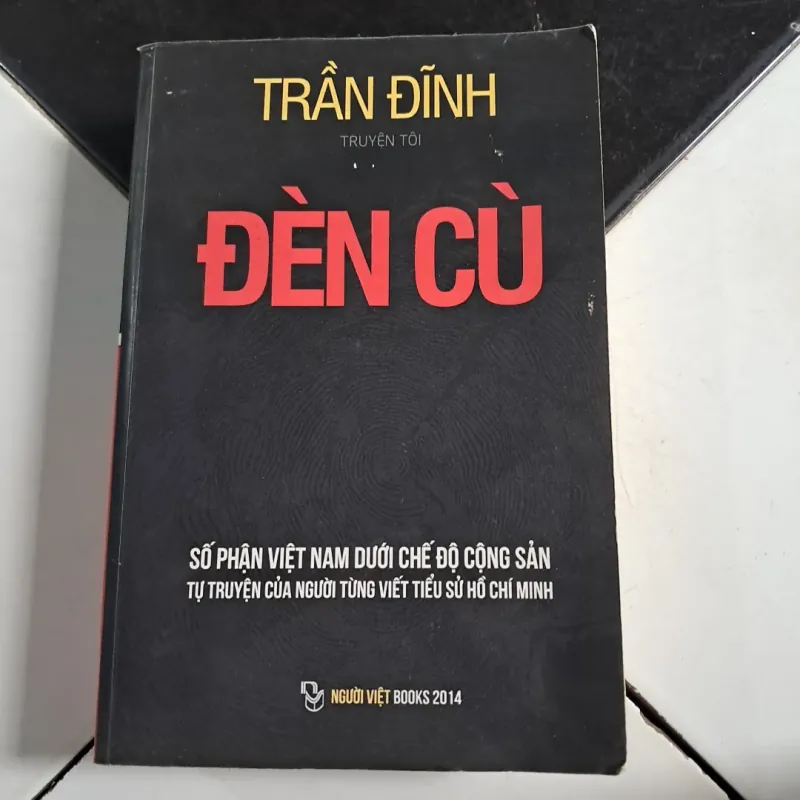 TRẦN ĐĨNH
TRUYỆN TÔI
ĐÈN CÙ
SỐ PHẬN VIỆT NAM DƯỚI CHẾ ĐỘ CỘNG SẢN
TỰ TRUYỆN CỦA NGƯỜI TỪNG VIẾT TIỂU SỬ HỒ CHÍ MINH
NGƯỜI VIỆT BOOKS 2014